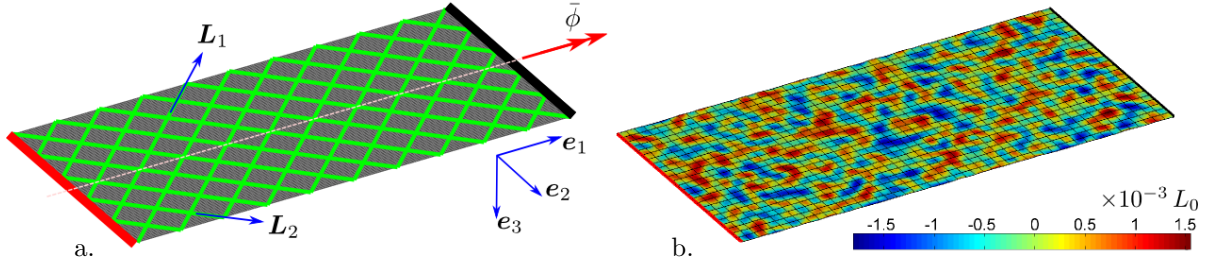 L₁
ϕ̄
e₁
e₂
e₃
L₂
a.
×10⁻³ L₀
-1.5 -1 -0.5 0 0.5 1 1.5
b.